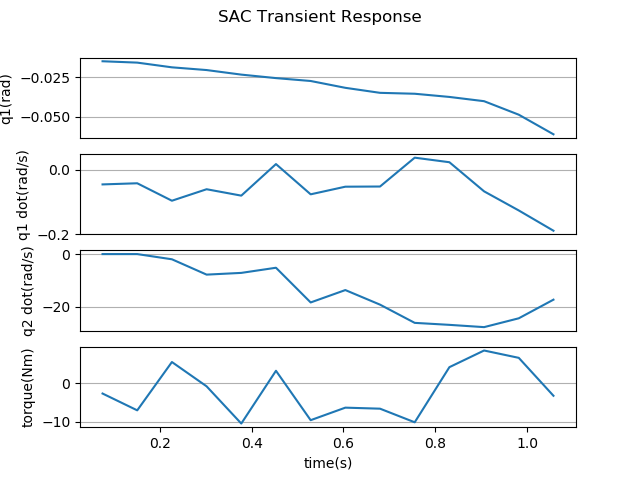 SAC Transient Response
q1(rad)
−0.025
−0.050
q1 dot(rad/s)
0.0
−0.2
q2 dot(rad/s)
0
−20
torque(Nm)
0
−10
0.2 0.4 0.6 0.8 1.0
time(s)